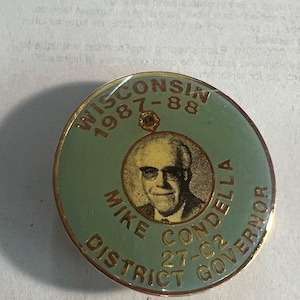 WISCONSIN
1987-88
MIKE CONDELLA
27-C2
DISTRICT GOVERNOR